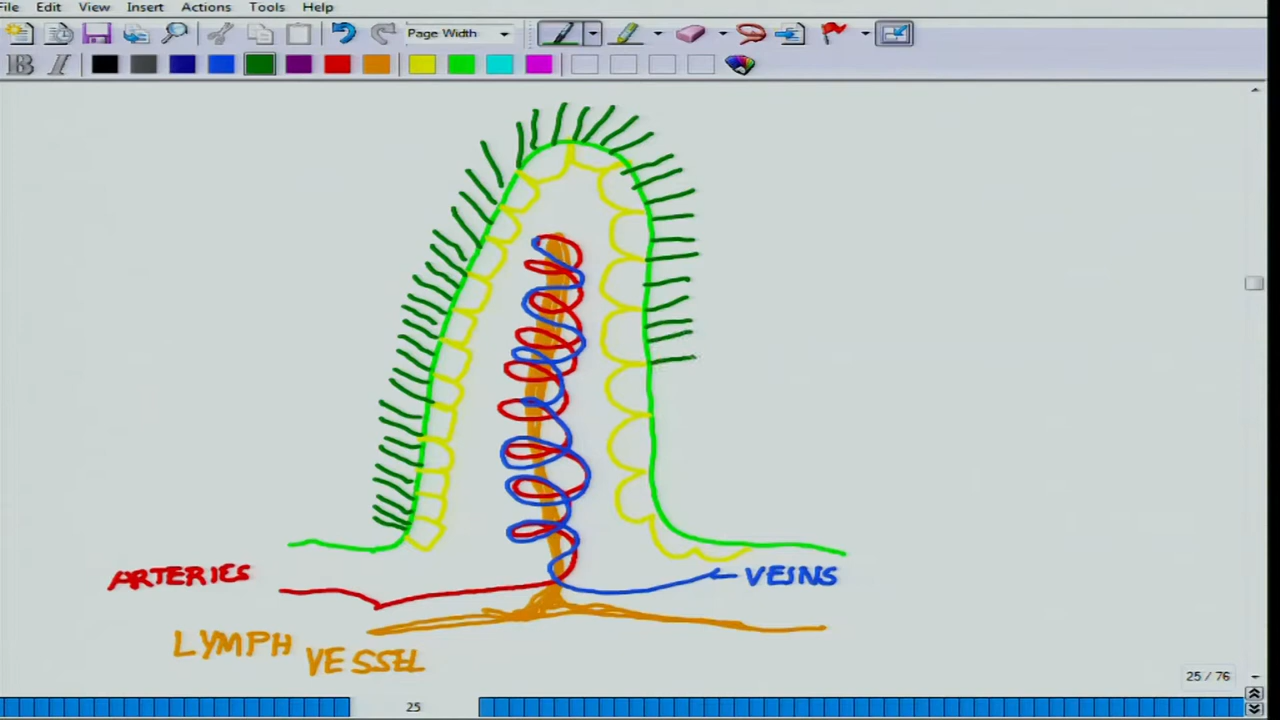 File Edit View Insert Actions Tools Help
Page Width
B I
ARTERIES
VEINS
LYMPH VESSEL
25 / 76
25